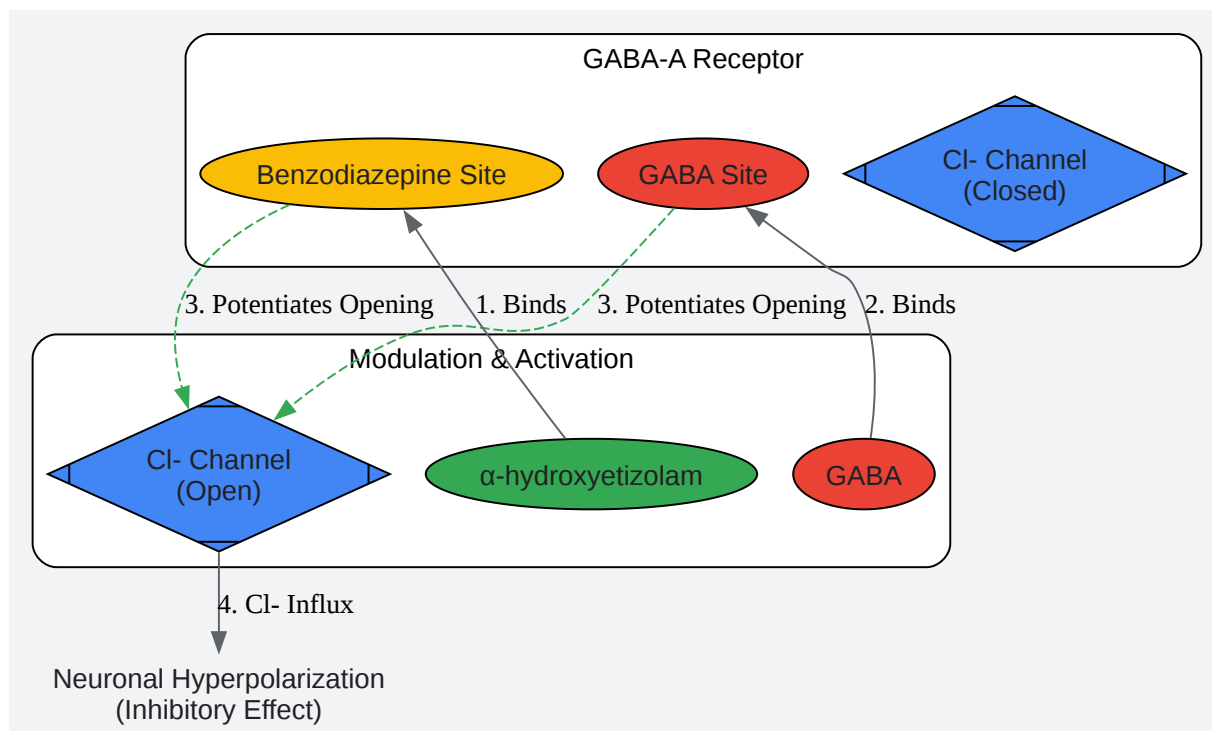 GABA-A Receptor
Benzodiazepine Site
GABA Site
Cl- Channel
(Closed)
3. Potentiates Opening
1. Binds
3. Potentiates Opening
2. Binds
Modulation & Activation
Cl- Channel
(Open)
α-hydroxyetizolam
GABA
4. Cl- Influx
Neuronal Hyperpolarization
(Inhibitory Effect)